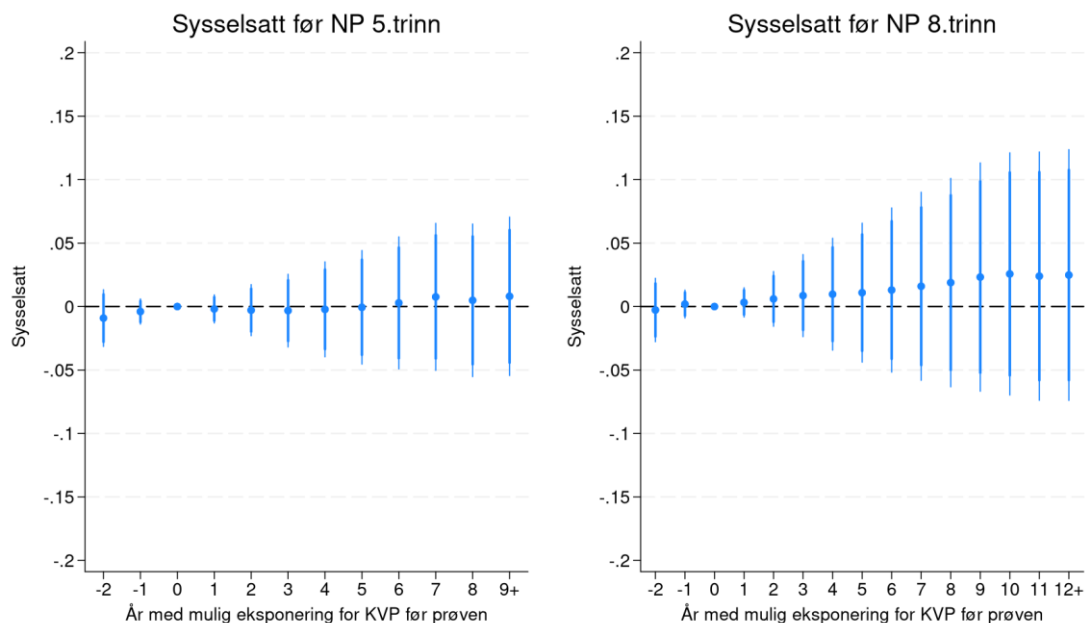 Sysselsatt før NP 5.trinn
.2
.15
.1
.05
0
-.05
-.1
-.15
-.2
Sysselsatt
-2 -1 0 1 2 3 4 5 6 7 8 9+
År med mulig eksponering for KVP før prøven
Sysselsatt før NP 8.trinn
.2
.15
.1
.05
0
-.05
-.1
-.15
-.2
Sysselsatt
-2 -1 0 1 2 3 4 5 6 7 8 9 10 11 12+
År med mulig eksponering for KVP før prøven